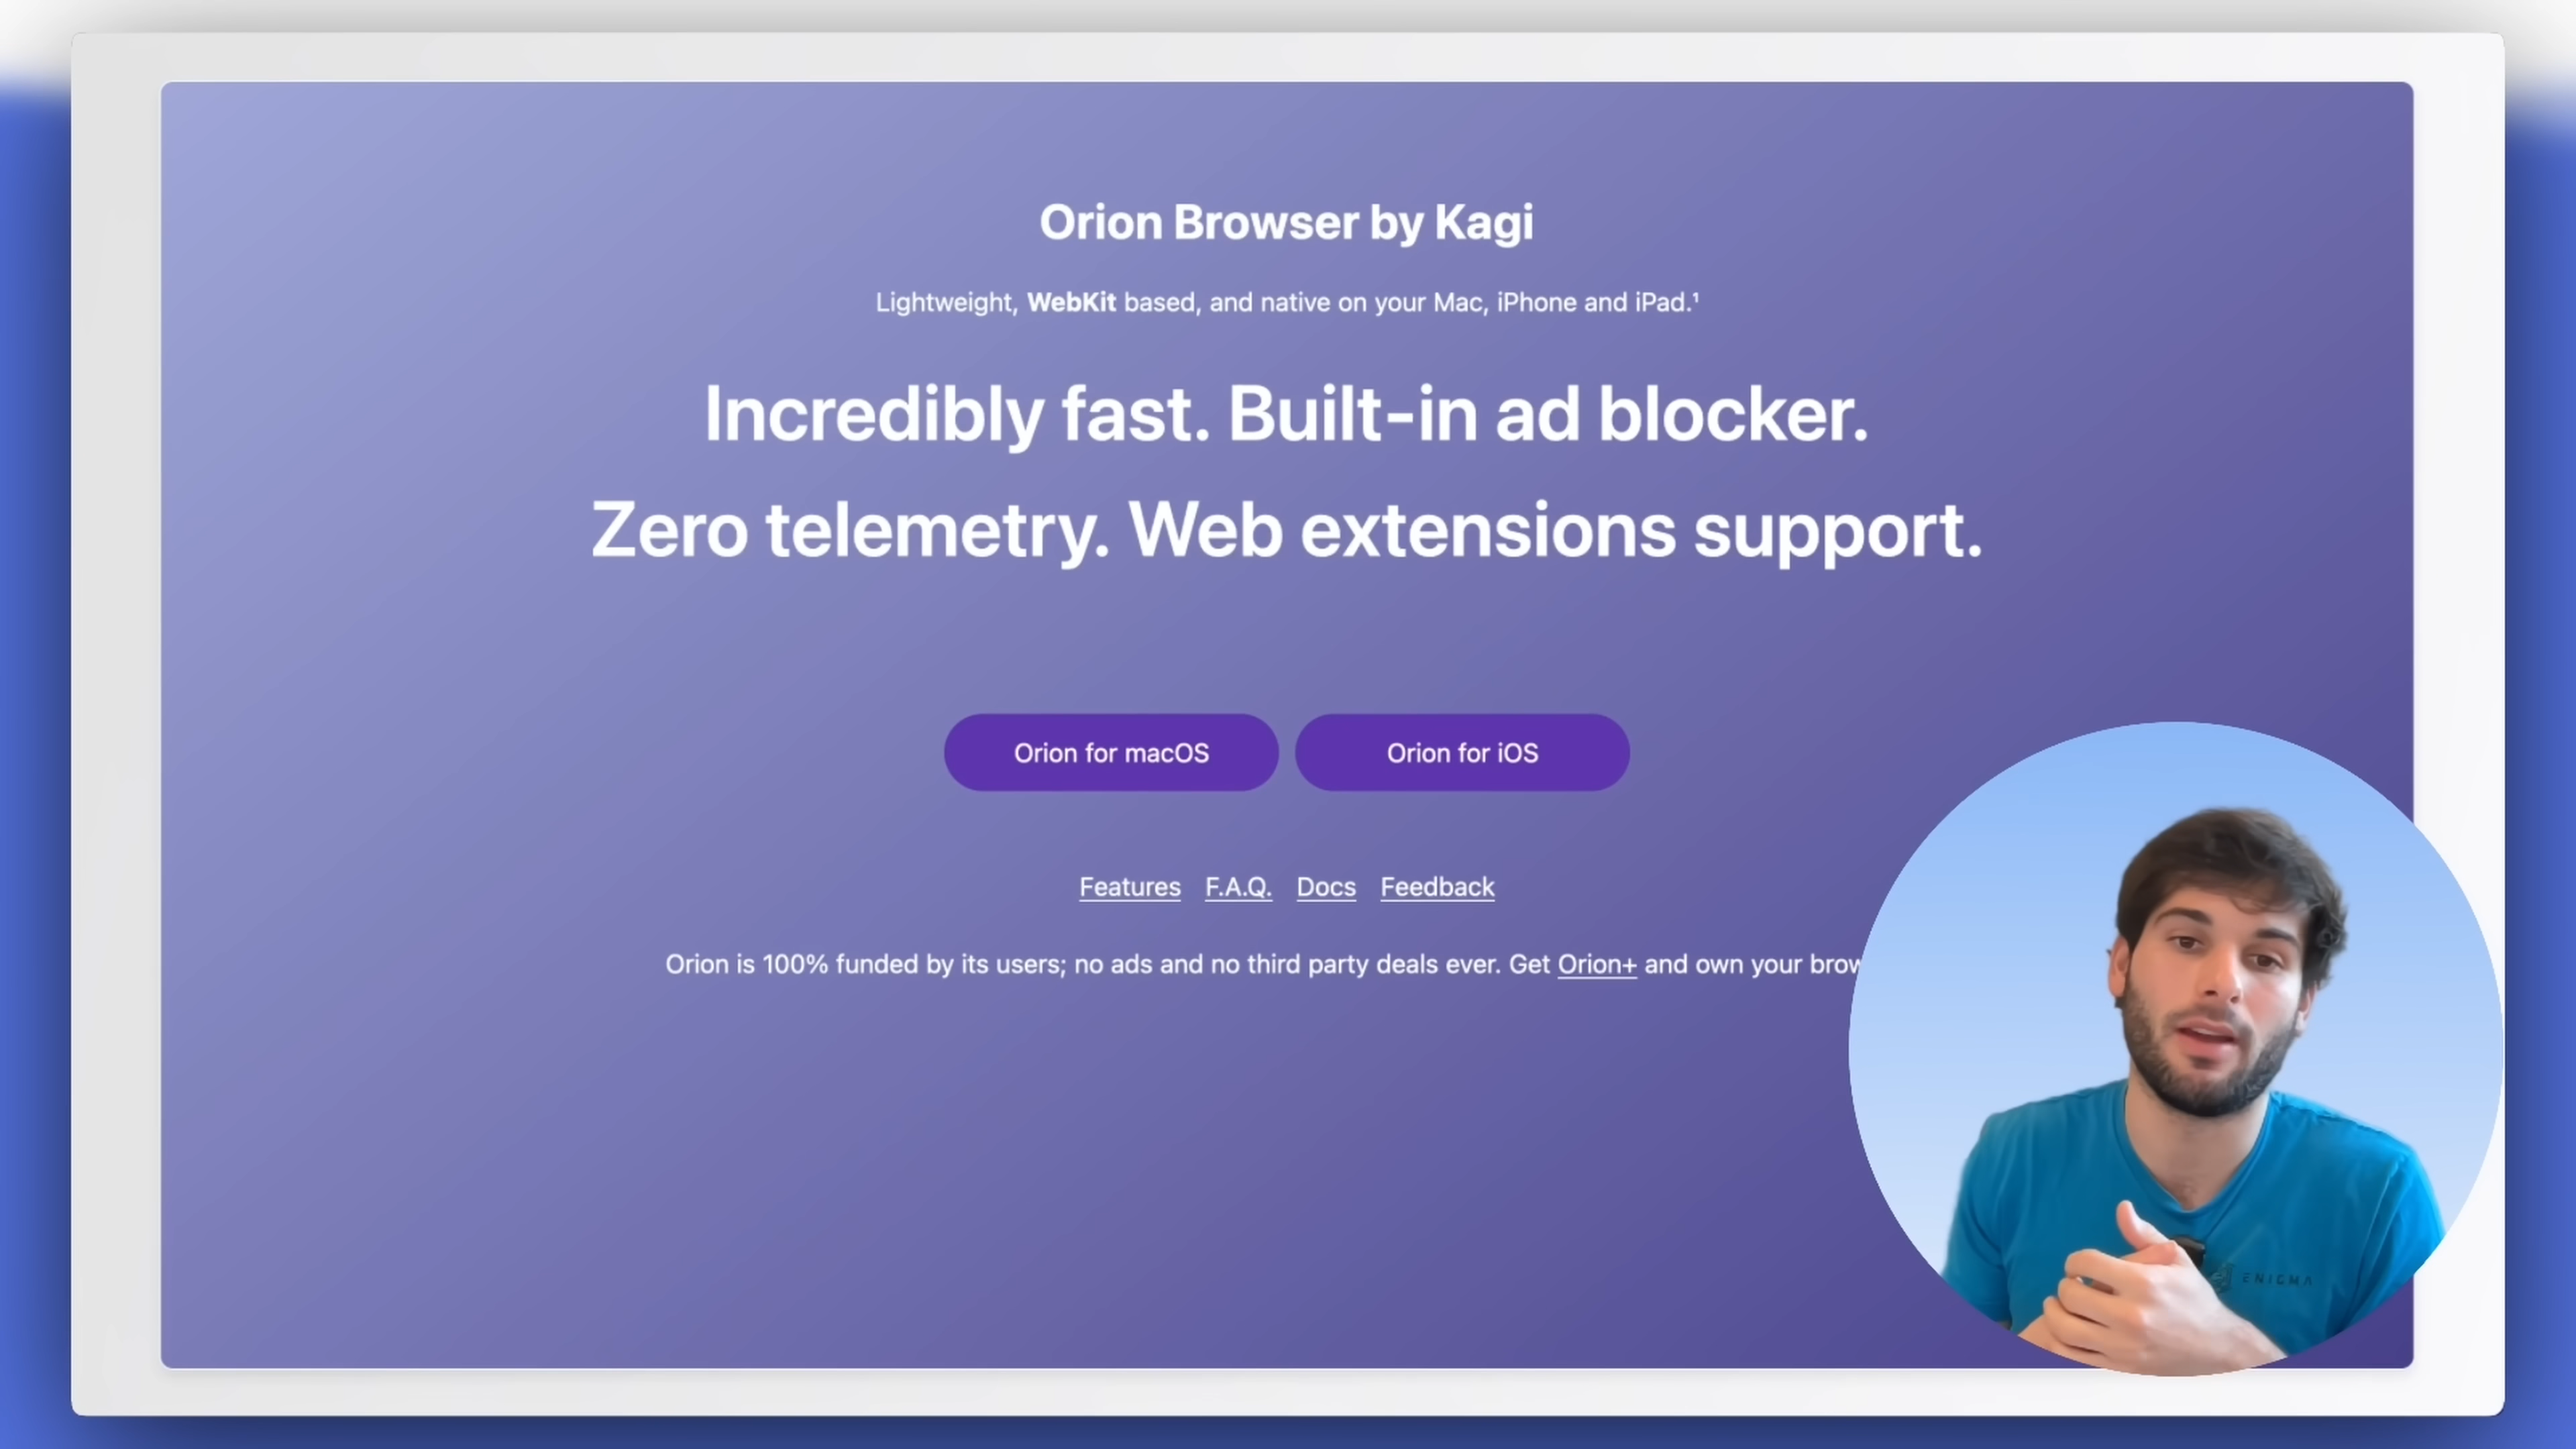 Orion Browser by Kagi
Lightweight, WebKit based, and native on your Mac, iPhone and iPad.¹
Incredibly fast. Built-in ad blocker.
Zero telemetry. Web extensions support.
Orion for macOS
Orion for iOS
Features F.A.Q. Docs Feedback
Orion is 100% funded by its users; no ads and no third party deals ever. Get Orion+ and own your brow
ENIGMA